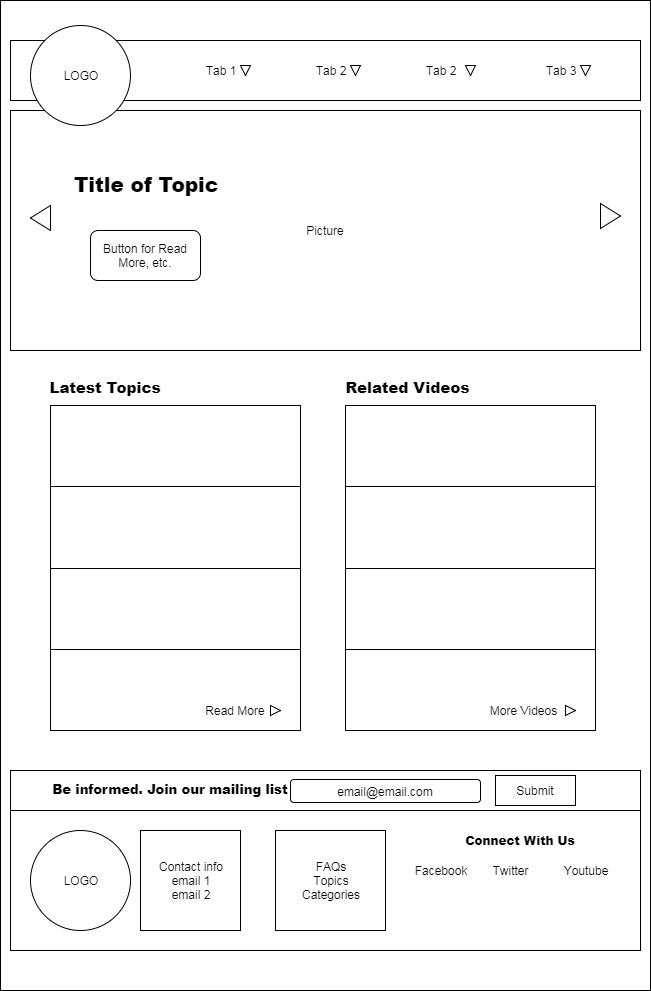 LOGO
Tab 1
Tab 2
Tab 2
Tab 3
Title of Topic
Button for Read
More, etc.
Picture
Latest Topics
Related Videos
Read More
More Videos
Be informed. Join our mailing list
email@email.com
Submit
LOGO
Contact info
email 1
email 2
FAQs
Topics
Categories
Connect With Us
Facebook
Twitter
Youtube